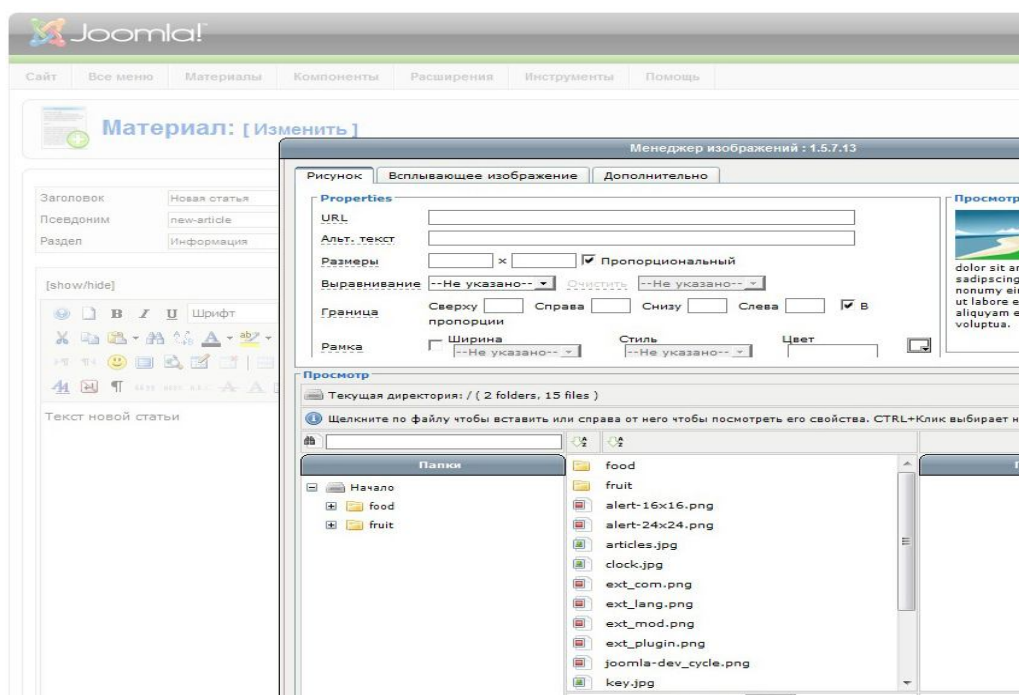 Joomla!
Сайт Все меню Материалы Компоненты Расширения Инструменты Помощь
Материал: [ Изменить ]
Заголовок Новая статья
Псевдоним new-article
Раздел Информация
[show/hide]
B I U Шрифт
Текст новой статьи
Менеджер изображений : 1.5.7.13
Рисунок Всплывающее изображение Дополнительно
Properties
URL
Альт. текст
Размеры × Пропорциональный
Выравнивание --Не указано-- Очистить --Не указано--
Граница Сверху Справа Снизу Слева В пропорции
Рамка Ширина --Не указано-- Стиль --Не указано-- Цвет
Просмотр
dolor sit
sadipscing
nonumy
ut labore
aliquyam
voluptua.
Просмотр
Текущая директория: / ( 2 folders, 15 files )
Щелкните по файлу чтобы вставить или справа от него чтобы посмотреть его свойства. CTRL+Клик выбирает
Папки
Начало
food
fruit
food
fruit
alert-16x16.png
alert-24x24.png
articles.jpg
clock.jpg
ext_com.png
ext_lang.png
ext_mod.png
ext_plugin.png
joomla-dev_cycle.png
key.jpg